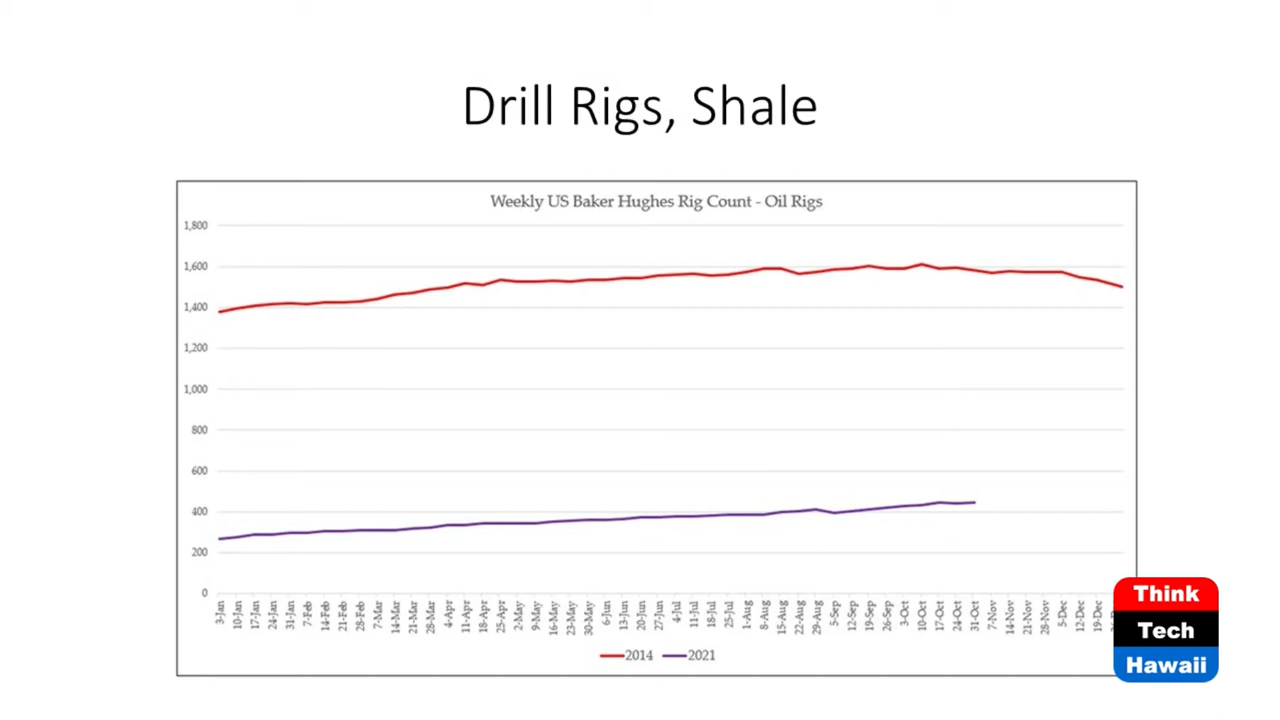 Drill Rigs, Shale
Weekly US Baker Hughes Rig Count - Oil Rigs
1,800
1,600
1,400
1,200
1,000
800
600
400
200
0
3-Jan 10-Jan 17-Jan 24-Jan 31-Jan 7-Feb 14-Feb 21-Feb 28-Feb 7-Mar 14-Mar 21-Mar 28-Mar 4-Apr 11-Apr 18-Apr 25-Apr 2-May 9-May 16-May 23-May 30-May 6-Jun 13-Jun 20-Jun 27-Jun 4-Jul 11-Jul 18-Jul 25-Jul 1-Aug 8-Aug 15-Aug 22-Aug 29-Aug 5-Sep 12-Sep 19-Sep 26-Sep 3-Oct 10-Oct 17-Oct 24-Oct 31-Oct 7-Nov 14-Nov 21-Nov 28-Nov 5-Dec 12-Dec 19-Dec
2014 2021
Think
Tech
Hawaii